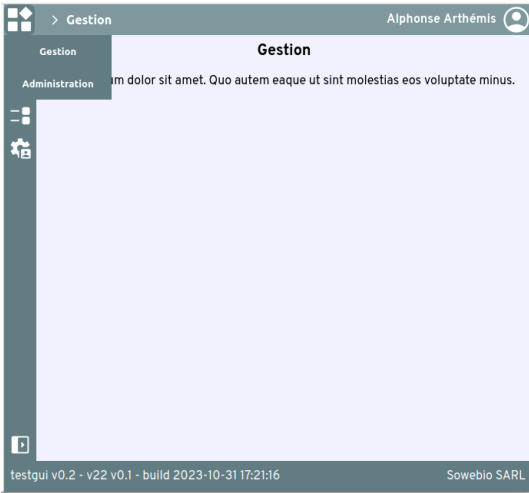 > Gestion
Alphonse Arthémis
Gestion
Administration
Gestion
um dolor sit amet. Quo autem eaque ut sint molestias eos voluptate minus.
testgui v0.2 - v22 v0.1 - build 2023-10-31 17:21:16
Sowebio SARL